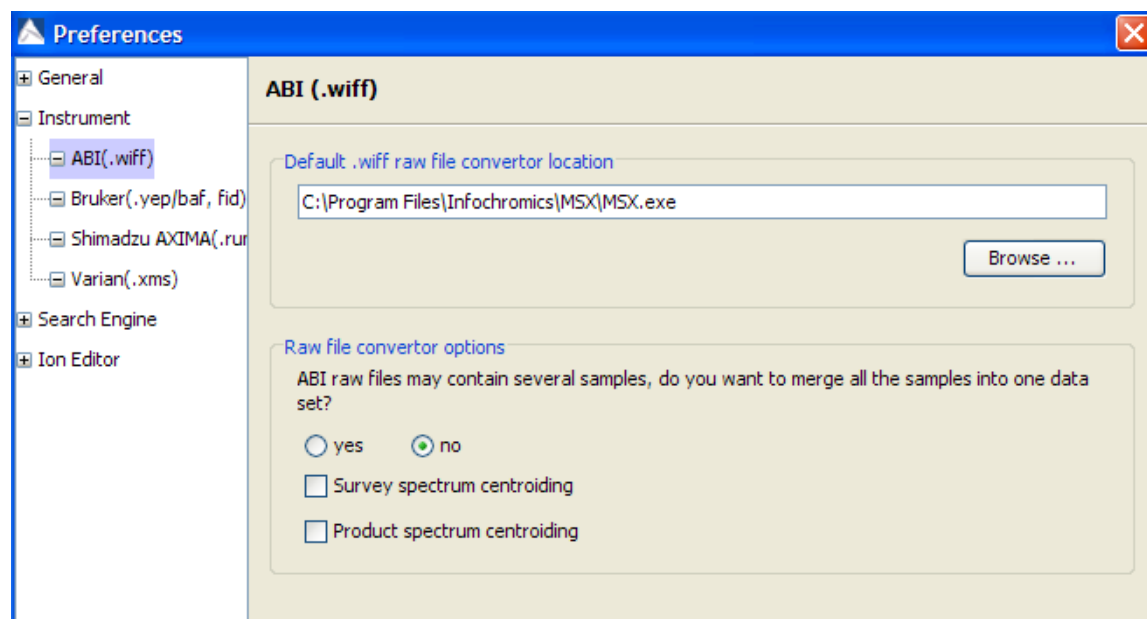 Preferences
General
Instrument
ABI(.wiff)
Bruker(.yep/baf, fid)
Shimadzu AXIMA(.rur
Varian(.xms)
Search Engine
Ion Editor
ABI (.wiff)
Default .wiff raw file convertor location
C:\Program Files\Infochromics\MSX\MSX.exe
Browse ...
Raw file convertor options
ABI raw files may contain several samples, do you want to merge all the samples into one data
set?
yes no
Survey spectrum centroiding
Product spectrum centroiding